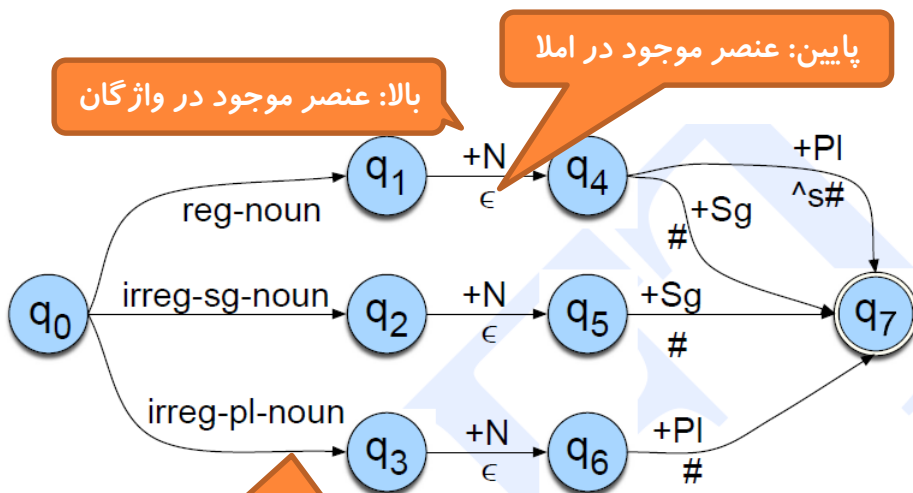 پایین: عنصر موجود در املا
بالا: عنصر موجود در واژگان
q1 +N ϵ q4 +Pl ^s#
reg-noun +Sg #
q0 irreg-sg-noun q2 +N ϵ q5 +Sg # q7
irreg-pl-noun q3 +N ϵ q6 +Pl #